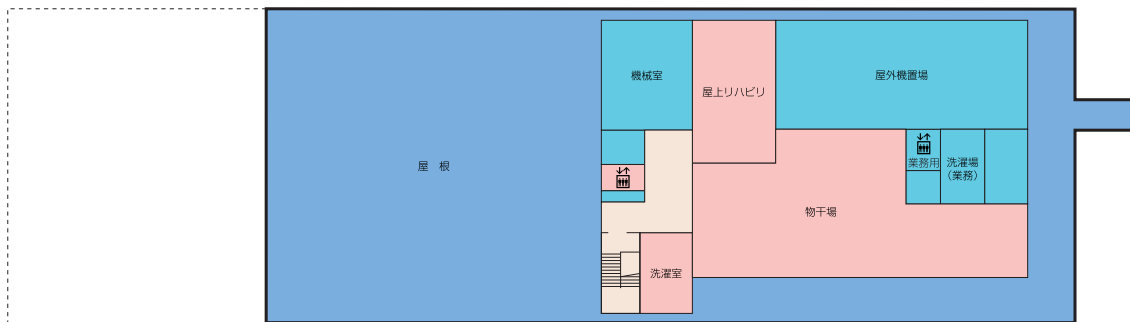 機械室
屋上リハビリ
屋外機置場
屋 根
業務用
洗濯場
(業務)
物干場
洗濯室